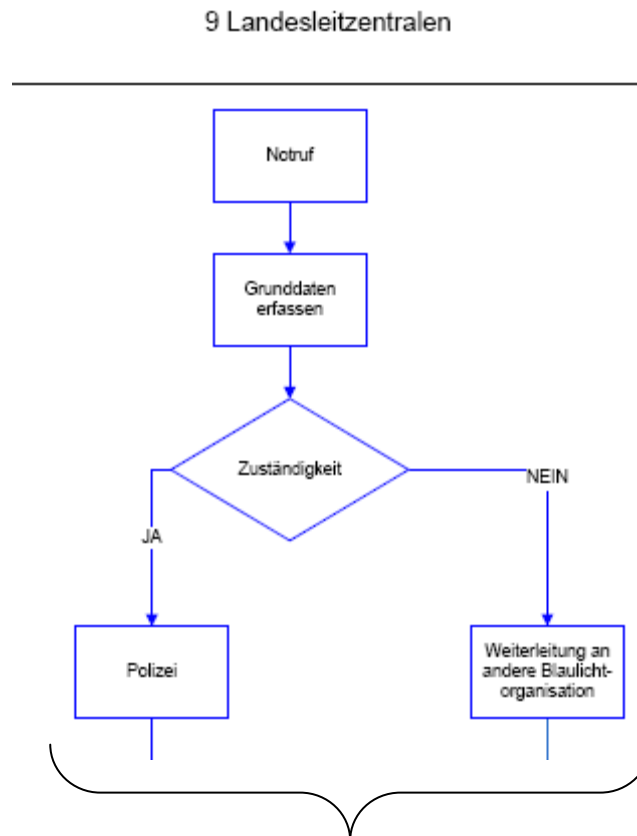 9 Landesleitzentralen
Notruf
Grunddaten
erfassen
Zuständigkeit
NEIN
JA
Polizei
Weiterleitung an
andere Blaulicht-
organisation